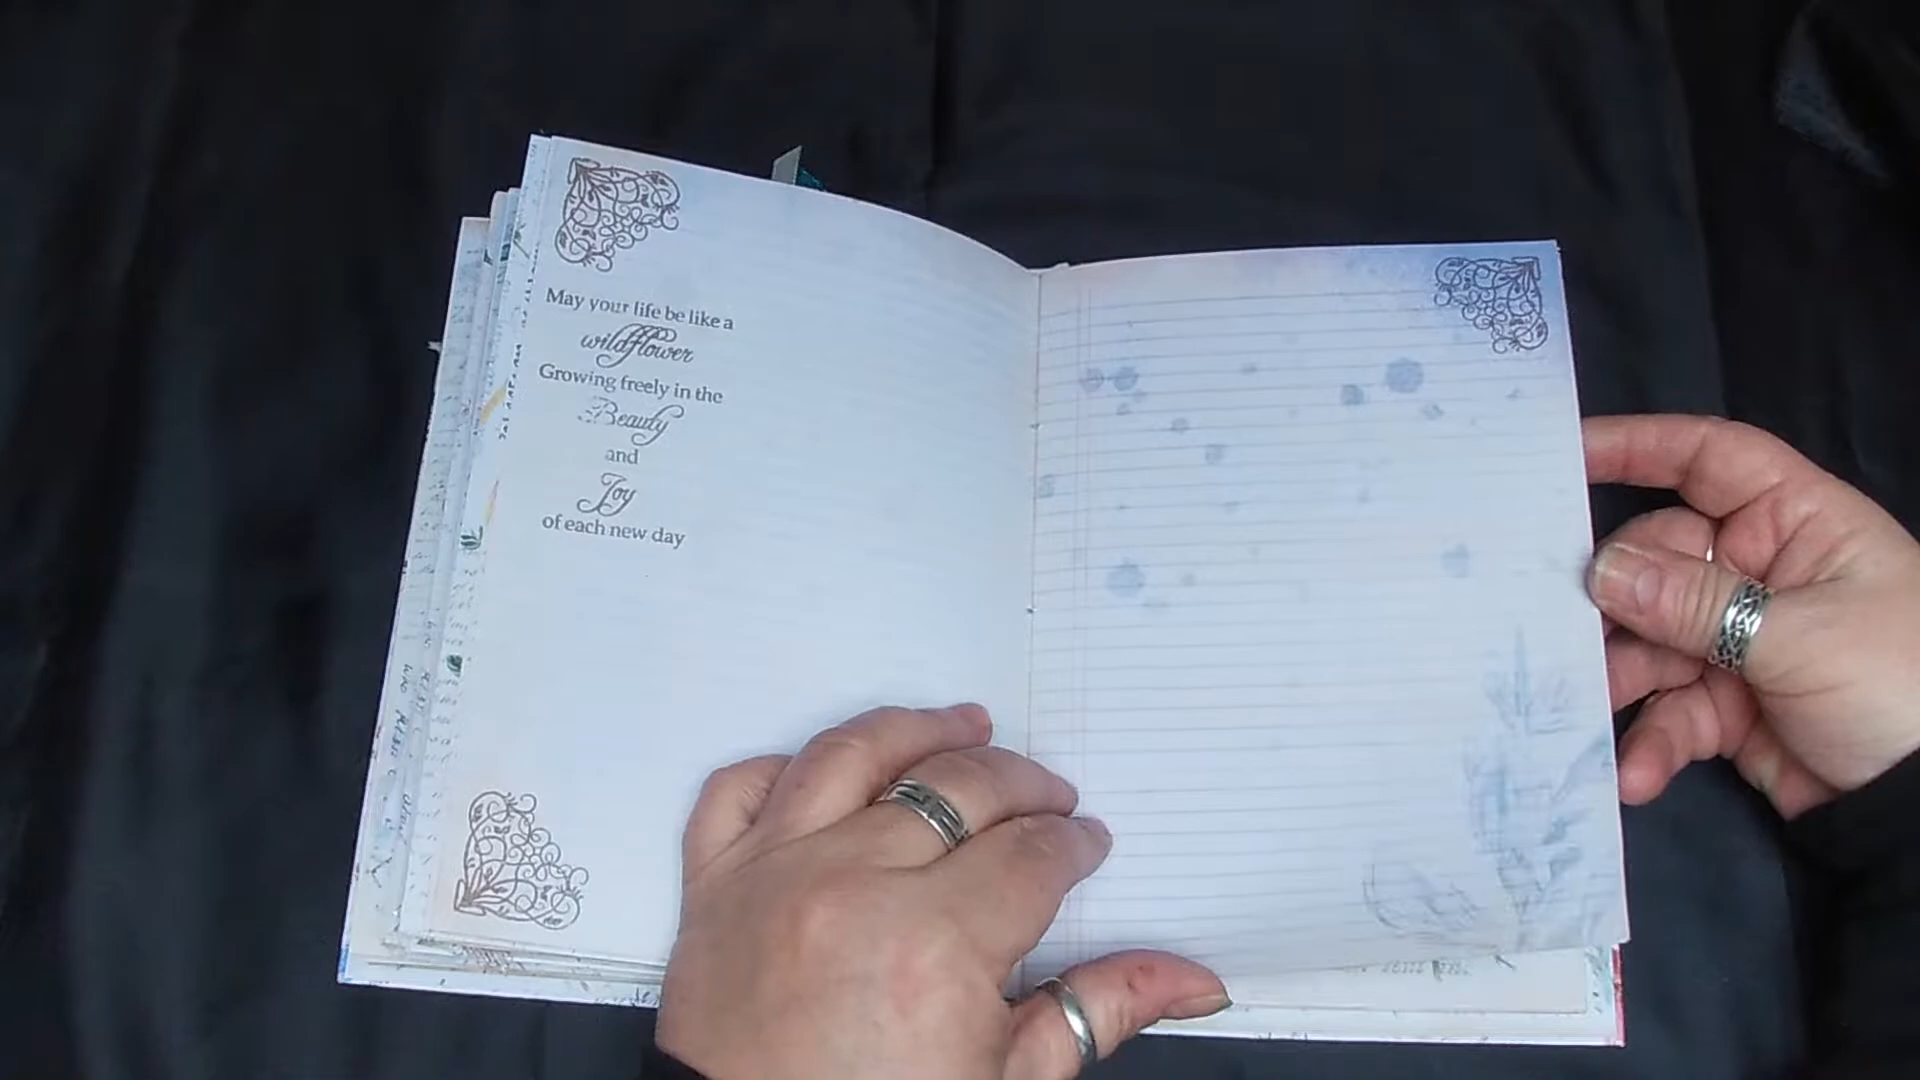 May your life be like a
wildflower
Growing freely in the
Beauty
and
Joy
of each new day